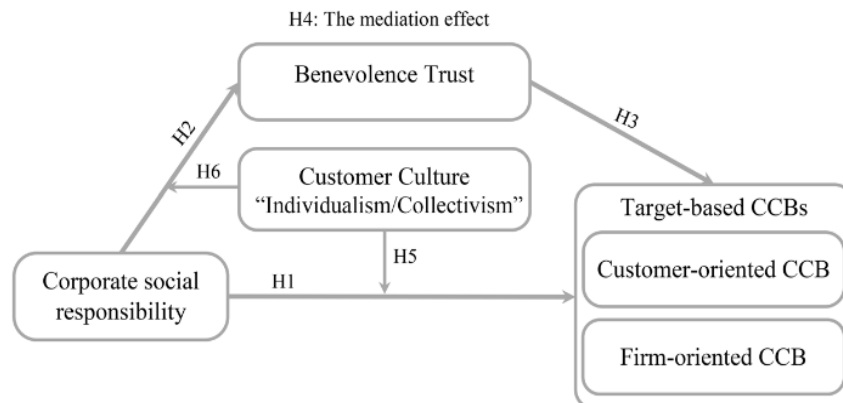 H4: The mediation effect
Benevolence Trust
H2
H3
H6
Customer Culture
“Individualism/Collectivism”
Target-based CCBs
H5
Customer-oriented CCB
Corporate social
responsibility
H1
Firm-oriented CCB